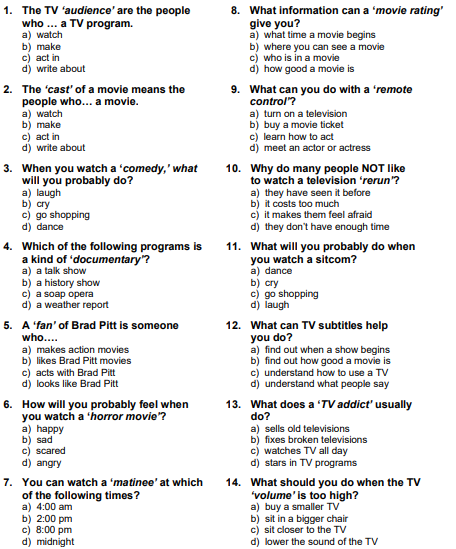 1. The TV ‘audience’ are the people
who ... a TV program.
a) watch
b) make
c) act in
d) write about
2. The ‘cast’ of a movie means the
people who... a movie.
a) watch
b) make
c) act in
d) write about
3. When you watch a ‘comedy,’ what
will you probably do?
a) laugh
b) cry
c) go shopping
d) dance
4. Which of the following programs is
a kind of ‘documentary’?
a) a talk show
b) a history show
c) a soap opera
d) a weather report
5. A ‘fan’ of Brad Pitt is someone
who....
a) makes action movies
b) likes Brad Pitt movies
c) acts with Brad Pitt
d) looks like Brad Pitt
6. How will you probably feel when
you watch a ‘horror movie’?
a) happy
b) sad
c) scared
d) angry
7. You can watch a ‘matinee’ at which
of the following times?
a) 4:00 am
b) 2:00 pm
c) 8:00 pm
d) midnight
8. What information can a ‘movie rating’
give you?
a) what time a movie begins
b) where you can see a movie
c) who is in a movie
d) how good a movie is
9. What can you do with a ‘remote
control’?
a) turn on a television
b) buy a movie ticket
c) learn how to act
d) meet an actor or actress
10. Why do many people NOT like
to watch a television ‘rerun’?
a) they have seen it before
b) it costs too much
c) it makes them feel afraid
d) they don’t have enough time
11. What will you probably do when
you watch a sitcom?
a) dance
b) cry
c) go shopping
d) laugh
12. What can TV subtitles help
you do?
a) find out when a show begins
b) find out how good a movie is
c) understand how to use a TV
d) understand what people say
13. What does a ‘TV addict’ usually
do?
a) sells old televisions
b) fixes broken televisions
c) watches TV all day
d) stars in TV programs
14. What should you do when the TV
‘volume’ is too high?
a) buy a smaller TV
b) sit in a bigger chair
c) sit closer to the TV
d) lower the sound of the TV